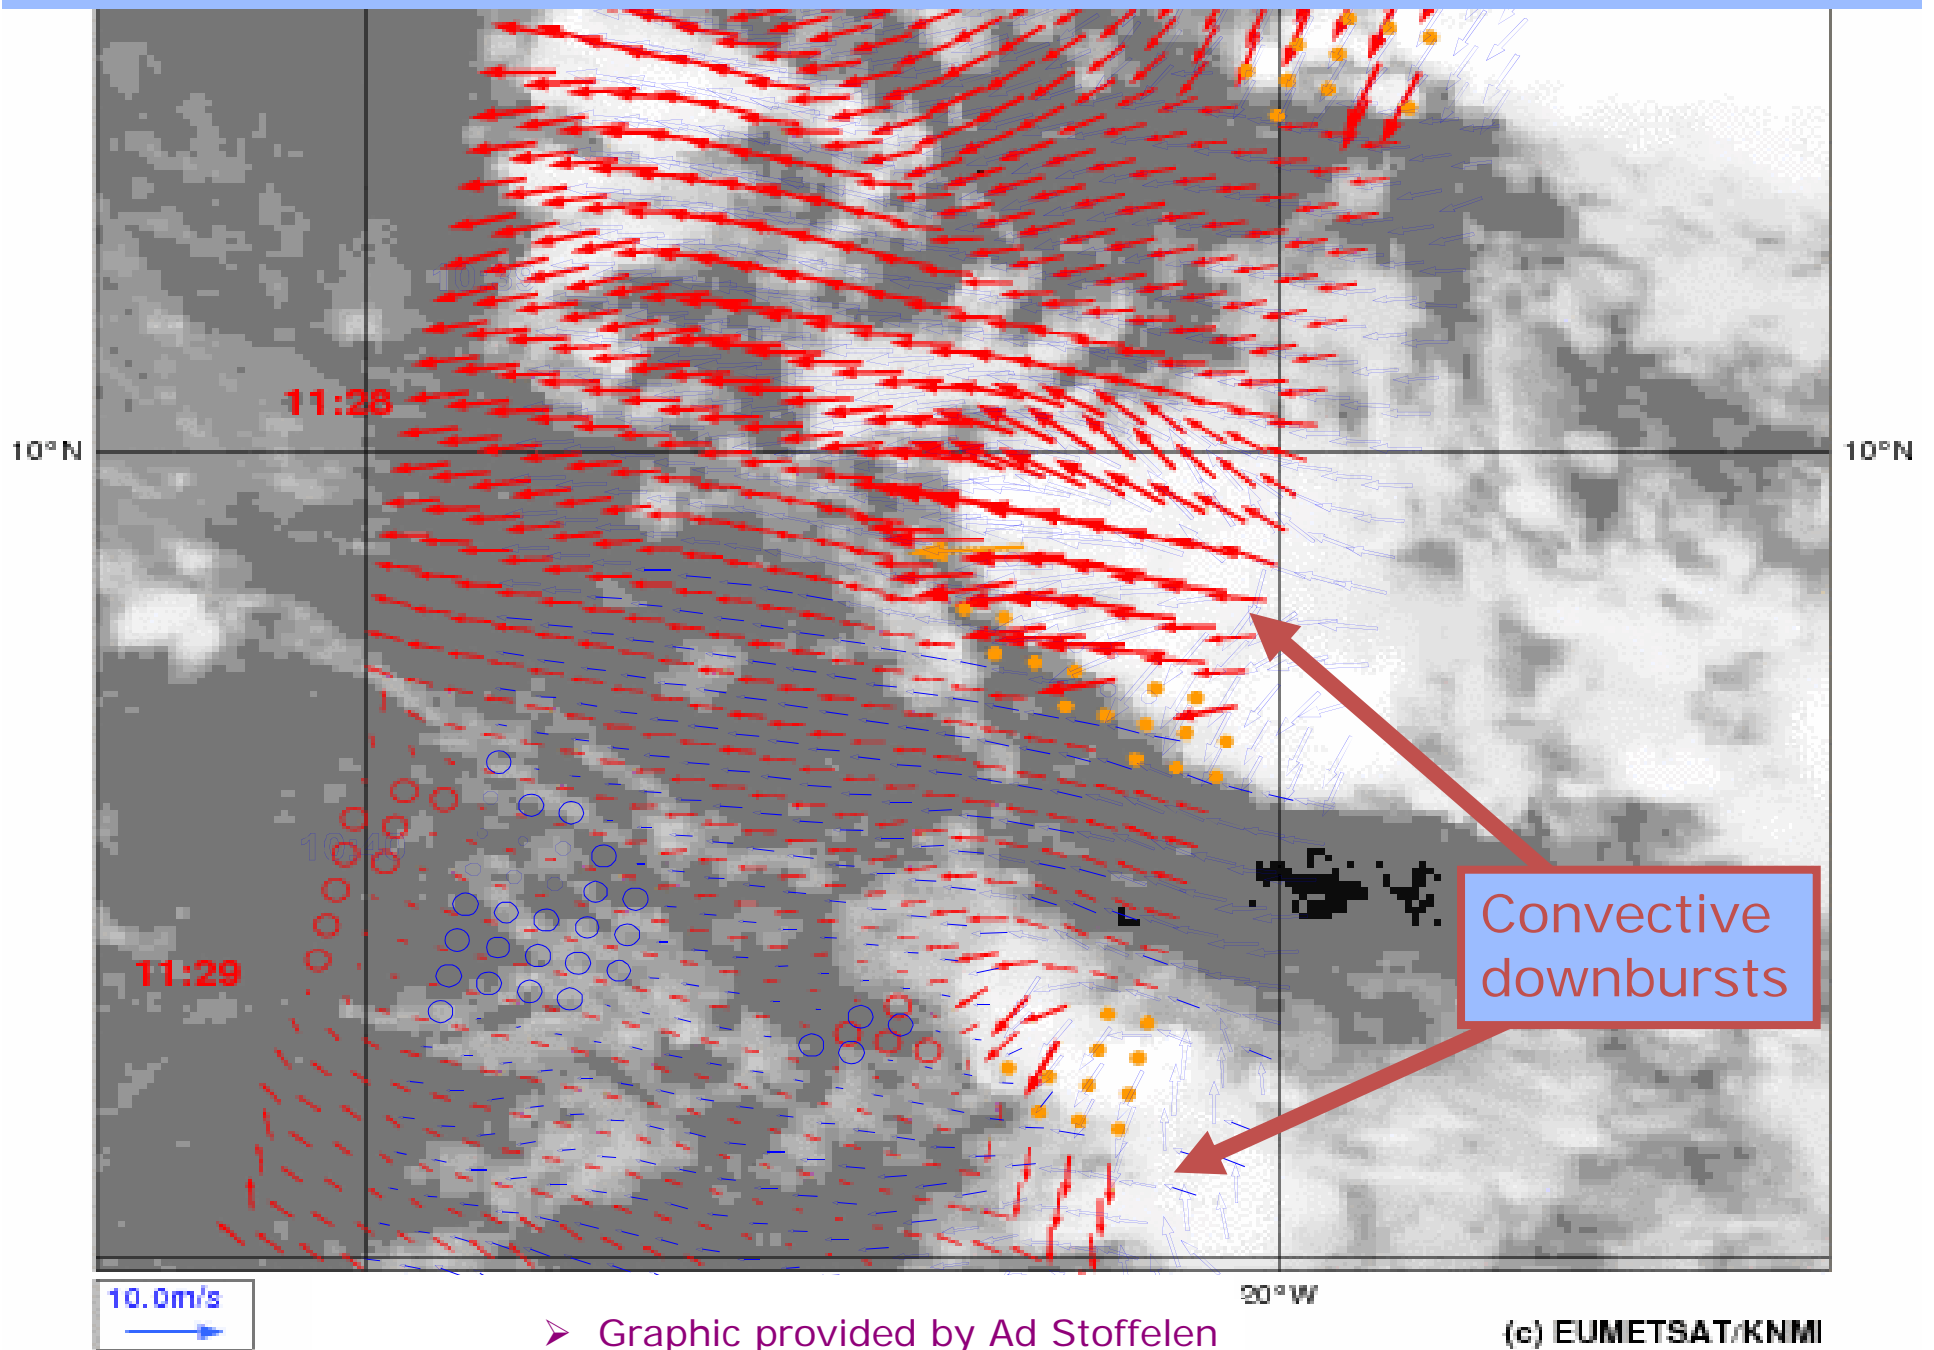 11:28
10°N
10°N
11:29
Convective
downbursts
10.0m/s
20°W
➢ Graphic provided by Ad Stoffelen
(c) EUMETSAT/KNMI